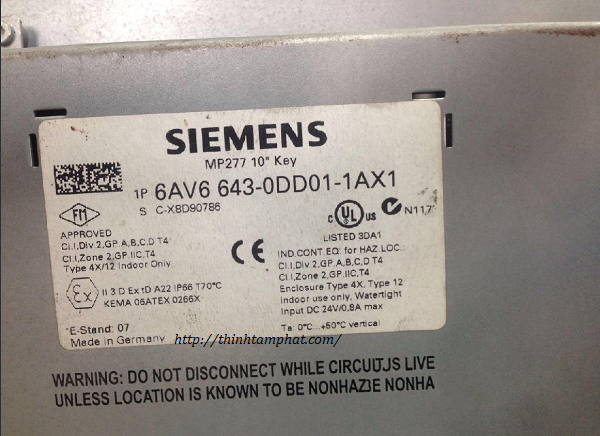 SIEMENS
MP277 10" Key
1P 6AV6 643-0DD01-1AX1
S C-X8D90786
FM
APPROVED
Cl.I,Div 2,GP.A,B,C,D T4
Cl.I,Zone 2,GP.IIC,T4
Type 4X/12 Indoor Only
CE
c UL us
N117
LISTED 3DA1
IND.CONT.EQ. for HAZ.LOC.
Cl.I,Div 2,GP.A,B,C,D T4
Cl.I,Zone 2,GP.IIC,T4
Enclosure Type 4X, Type 12
Indoor use only, Watertight
Input DC 24V/0,8A max
Ex II 3 D Ex tD A22 IP66 T70°C
KEMA 06ATEX 0266X
E-Stand: 07
Made in Germany
http://thinhtamphat.com/
Ta: 0°C...+50°C vertical
WARNING: DO NOT DISCONNECT WHILE CIRCUITJS LIVE
UNLESS LOCATION IS KNOWN TO BE NONHAZIE NONHA